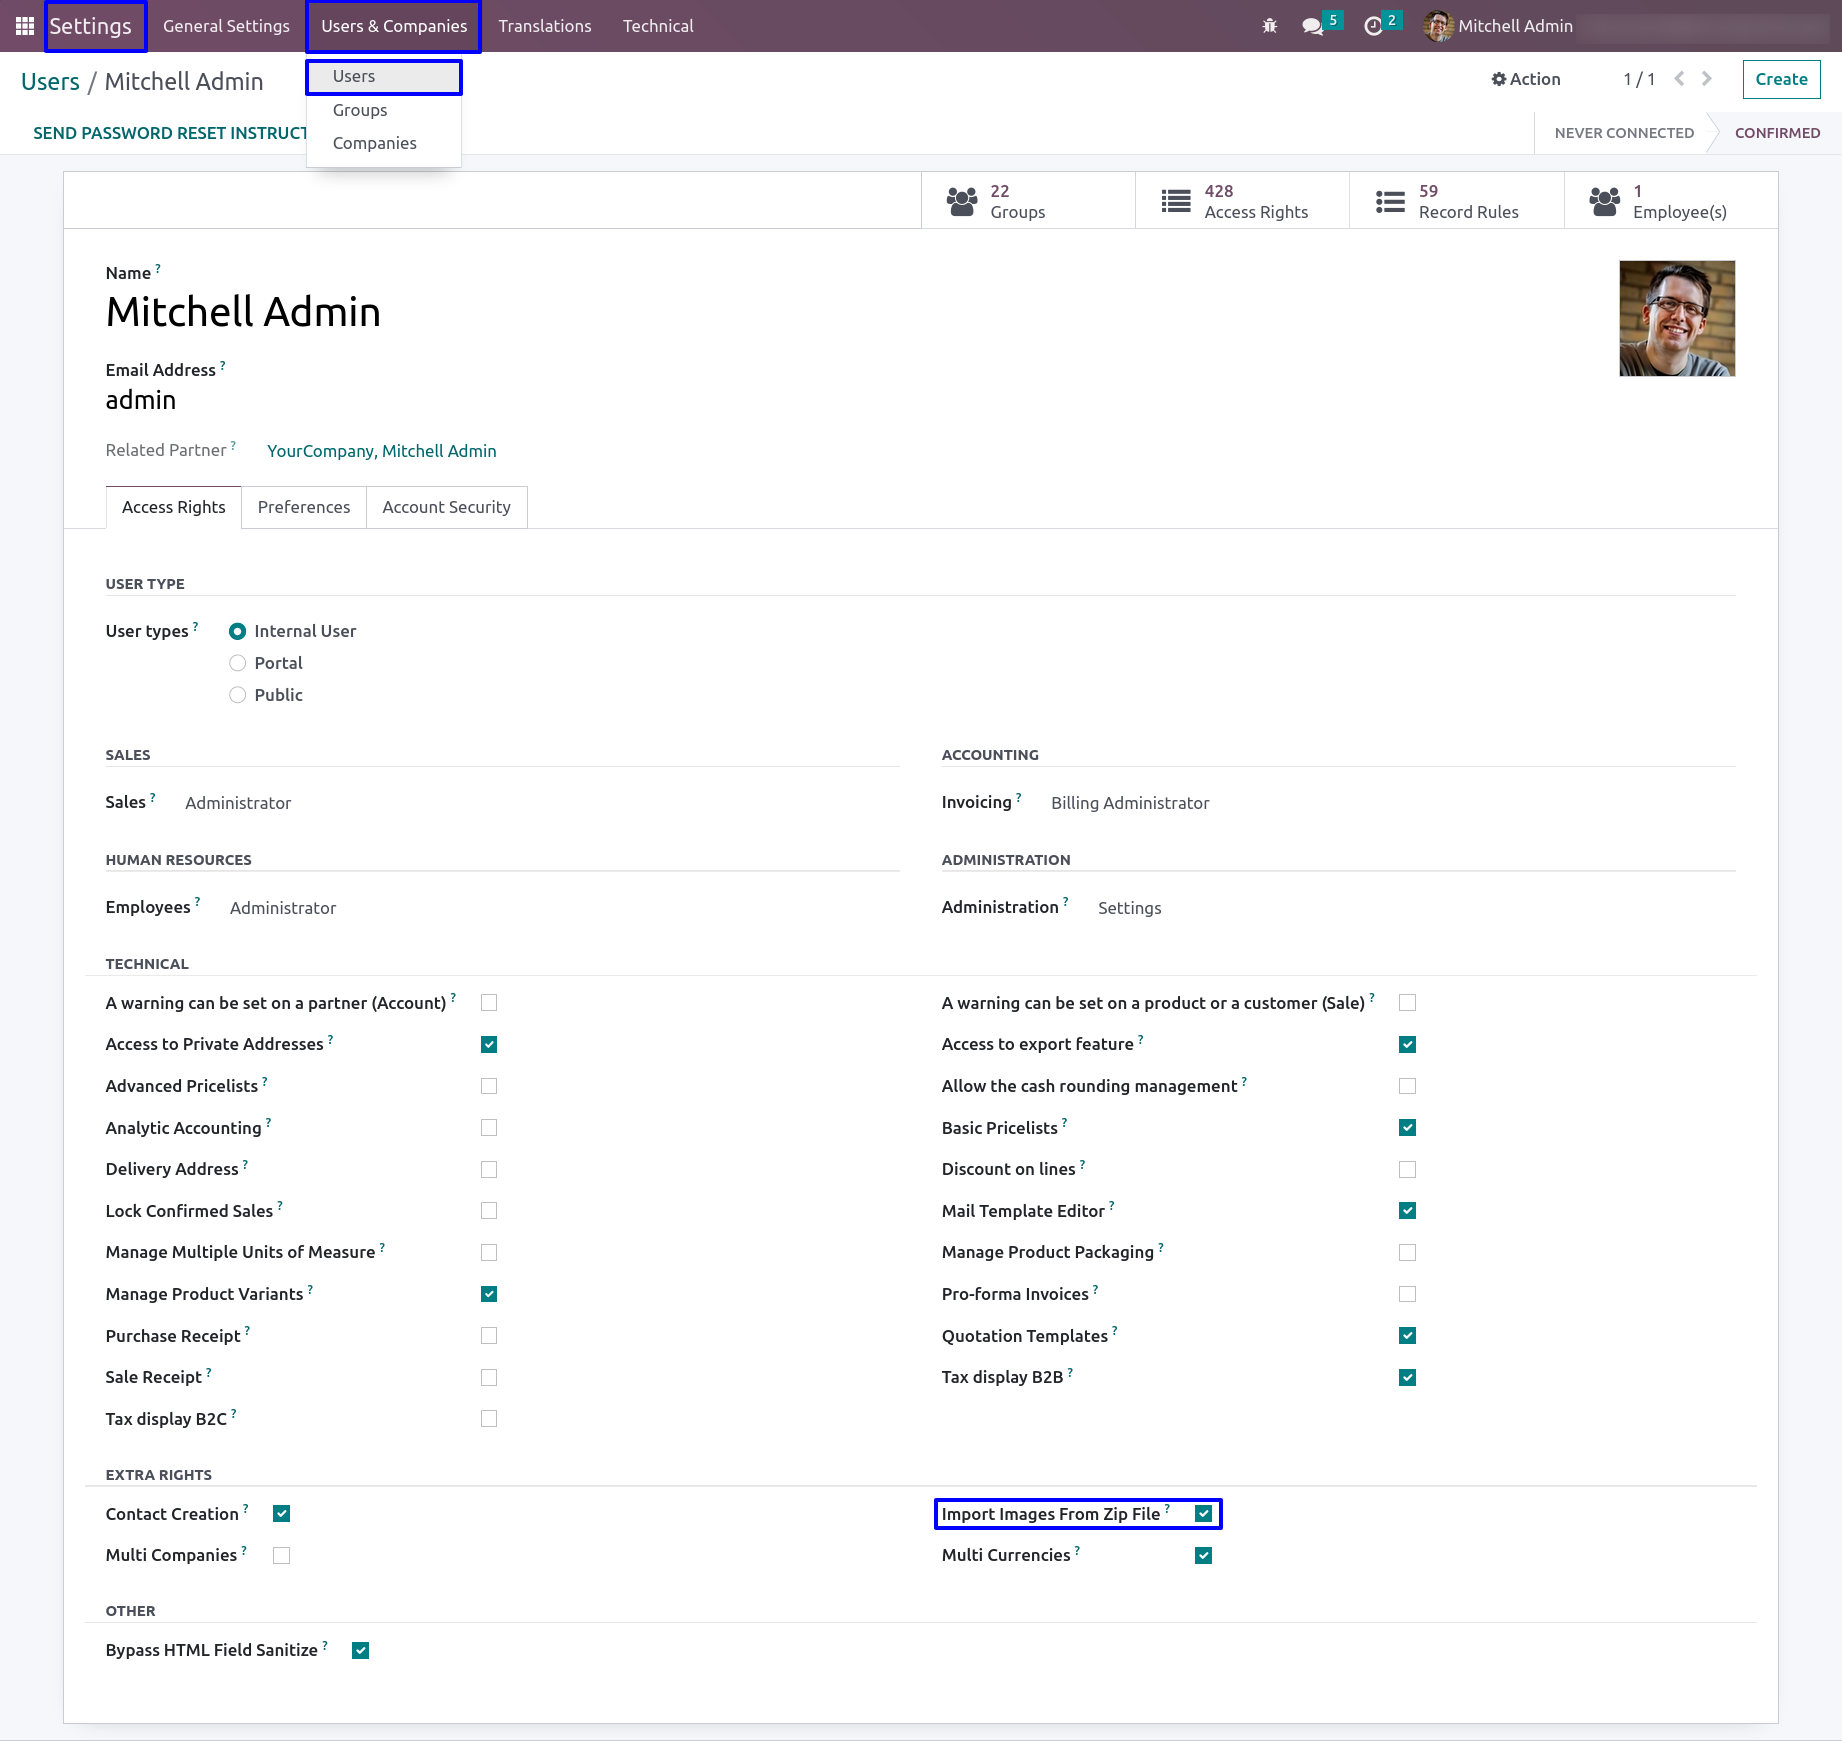 Settings General Settings Users & Companies Translations Technical 5 2 Mitchell Admin
Users / Mitchell Admin Users Action 1 / 1 Create
Groups
SEND PASSWORD RESET INSTRUCT Companies NEVER CONNECTED CONFIRMED
22 Groups 428 Access Rights 59 Record Rules 1 Employee(s)
Name ?
Mitchell Admin
Email Address ?
admin
Related Partner ? YourCompany, Mitchell Admin
Access Rights Preferences Account Security
USER TYPE
User types ? Internal User
Portal
Public
SALES ACCOUNTING
Sales ? Administrator Invoicing ? Billing Administrator
HUMAN RESOURCES ADMINISTRATION
Employees ? Administrator Administration ? Settings
TECHNICAL
A warning can be set on a partner (Account) ? A warning can be set on a product or a customer (Sale) ?
Access to Private Addresses ? Access to export feature ?
Advanced Pricelists ? Allow the cash rounding management ?
Analytic Accounting ? Basic Pricelists ?
Delivery Address ? Discount on lines ?
Lock Confirmed Sales ? Mail Template Editor ?
Manage Multiple Units of Measure ? Manage Product Packaging ?
Manage Product Variants ? Pro-forma Invoices ?
Purchase Receipt ? Quotation Templates ?
Sale Receipt ? Tax display B2B ?
Tax display B2C ?
EXTRA RIGHTS
Contact Creation ? Import Images From Zip File ?
Multi Companies ? Multi Currencies ?
OTHER
Bypass HTML Field Sanitize ?